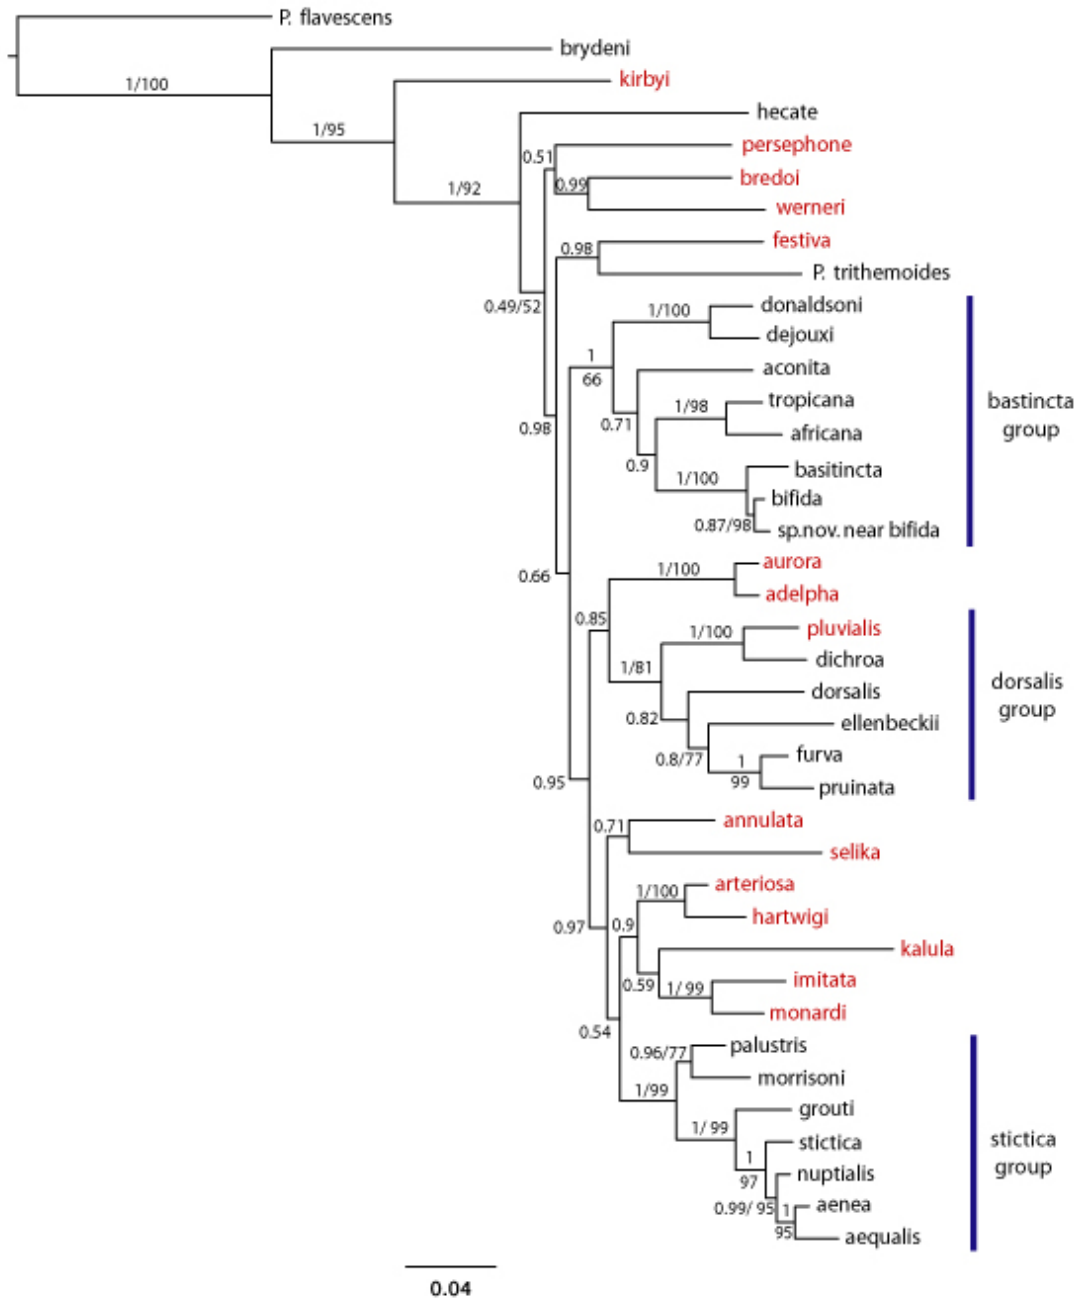 P. flavescens
brydeni
1/100
kirbyi
1/95
hecate
persephone
0.51
bredoi
0.99
1/92
werneri
festiva
0.98
P. trithemoides
0.49/52
donaldsoni
1/100
dejouxi
1
66
aconita
tropicana
1/98
0.71
africana
0.98
0.9
basitincta
1/100
bifida
0.87/98
sp.nov. near bifida
bastincta
group
aurora
1/100
0.66
adelpha
0.85
pluvialis
1/100
dichroa
1/81
dorsalis
0.82
ellenbeckii
furva
0.8/77
1
99
pruinata
dorsalis
group
0.95
annulata
0.71
selika
arteriosa
1/100
hartwigi
0.97
0.9
kalula
imitata
0.59
1/ 99
monardi
0.54
palustris
0.96/77
morrisoni
1/99
grouti
1/ 99
stictica
1
97
nuptialis
0.99/ 95
aenea
1
95
aequalis
stictica
group
0.04